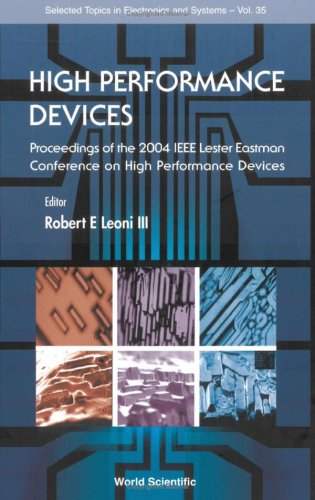 Selected Topics in Electronics and Systems – Vol. 35
HIGH PERFORMANCE
DEVICES
Proceedings of the 2004 IEEE Lester Eastman
Conference on High Performance Devices
Editor
Robert E Leoni III
World Scientific